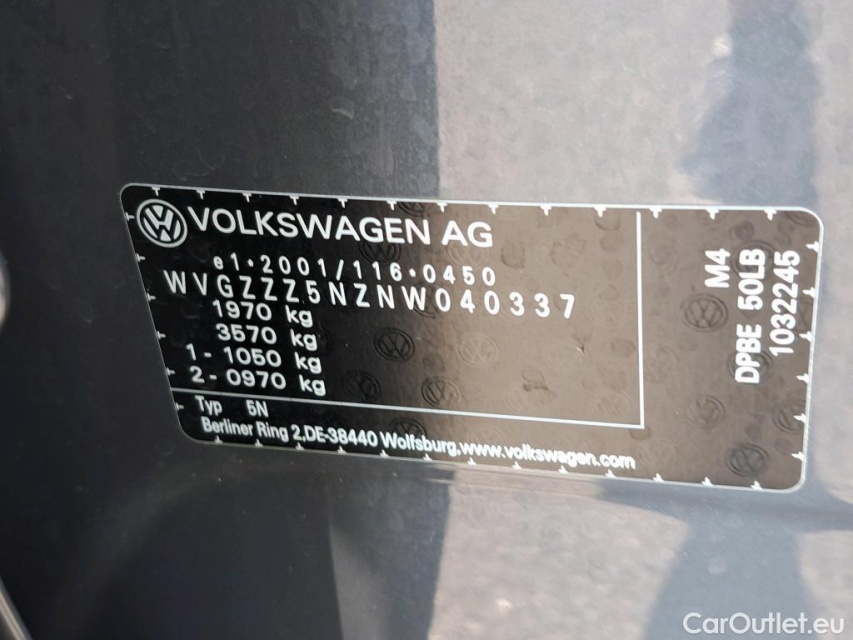 VOLKSWAGEN AG
e1*2001/116*0450
WVGZZZ5NZNW040337
1970 kg
3570 kg
1 - 1050 kg
2 - 0970 kg
Typ 5N
Berliner Ring 2,DE-38440 Wolfsburg,www.volkswagen.com
M4
DPBE 50LB
1032245
CarOutlet.eu